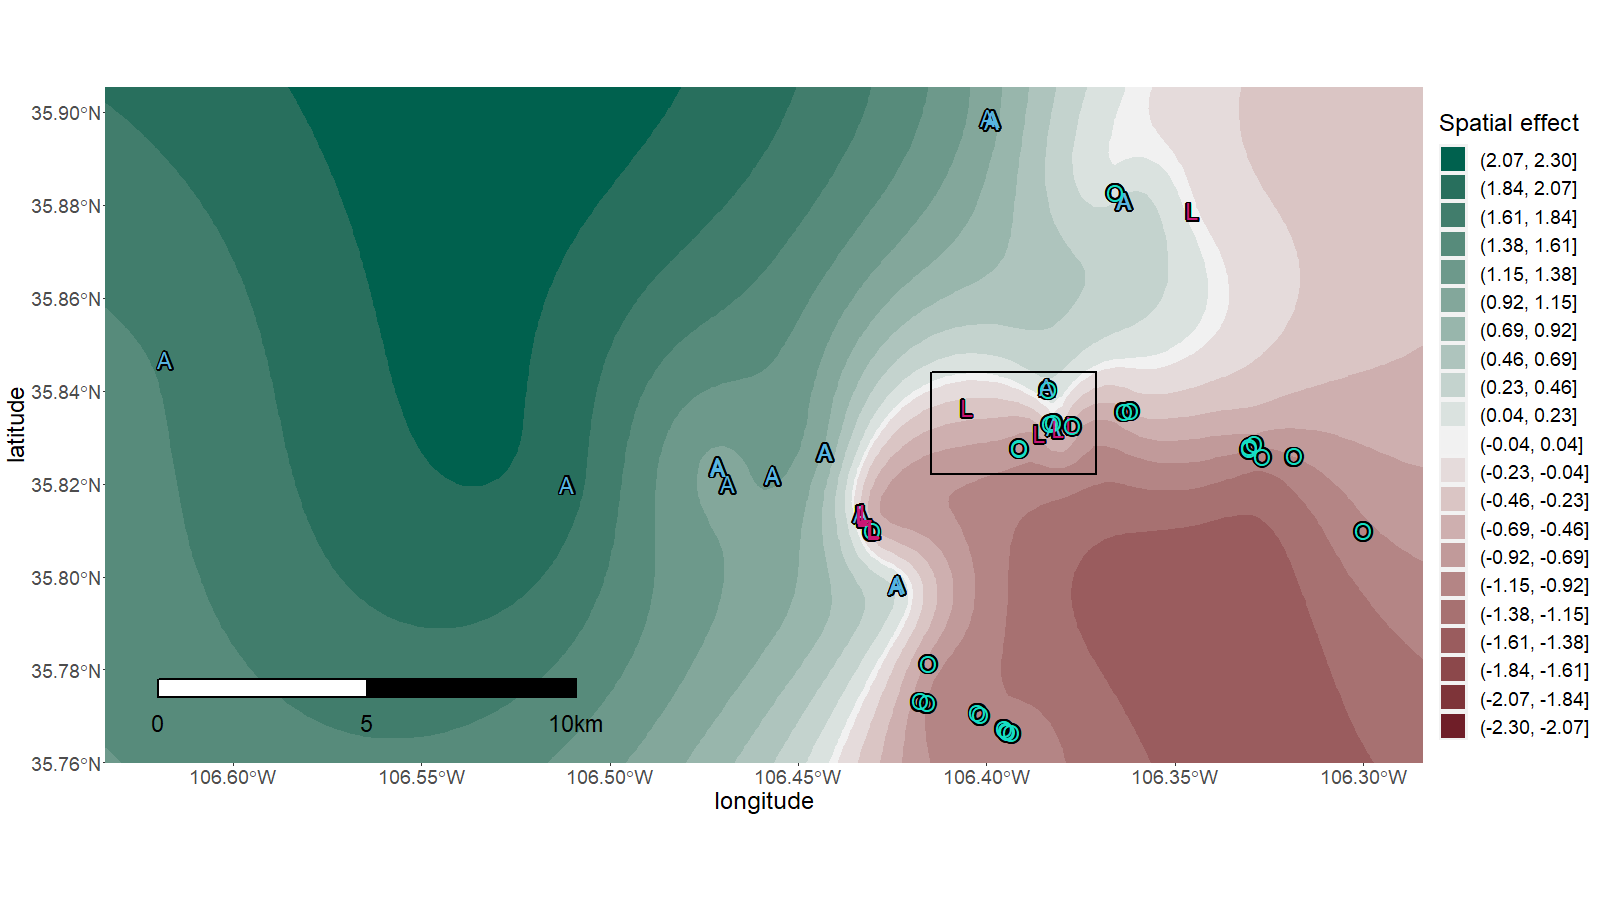 Spatial effect
(2.07, 2.30]
(1.84, 2.07]
(1.61, 1.84]
(1.38, 1.61]
(1.15, 1.38]
(0.92, 1.15]
(0.69, 0.92]
(0.46, 0.69]
(0.23, 0.46]
(0.04, 0.23]
(-0.04, 0.04]
(-0.23, -0.04]
(-0.46, -0.23]
(-0.69, -0.46]
(-0.92, -0.69]
(-1.15, -0.92]
(-1.38, -1.15]
(-1.61, -1.38]
(-1.84, -1.61]
(-2.07, -1.84]
(-2.30, -2.07]
latitude
35.90°N
35.88°N
35.86°N
35.84°N
35.82°N
35.80°N
35.78°N
35.76°N
A A
O A
L
A
A O
L
O O
O O L A L O
O
O O O O O
A
A A A
A
A L L O L
O
A
O
O O
O O
O O O
0 5 10km
106.60°W 106.55°W 106.50°W 106.45°W 106.40°W 106.35°W 106.30°W
longitude